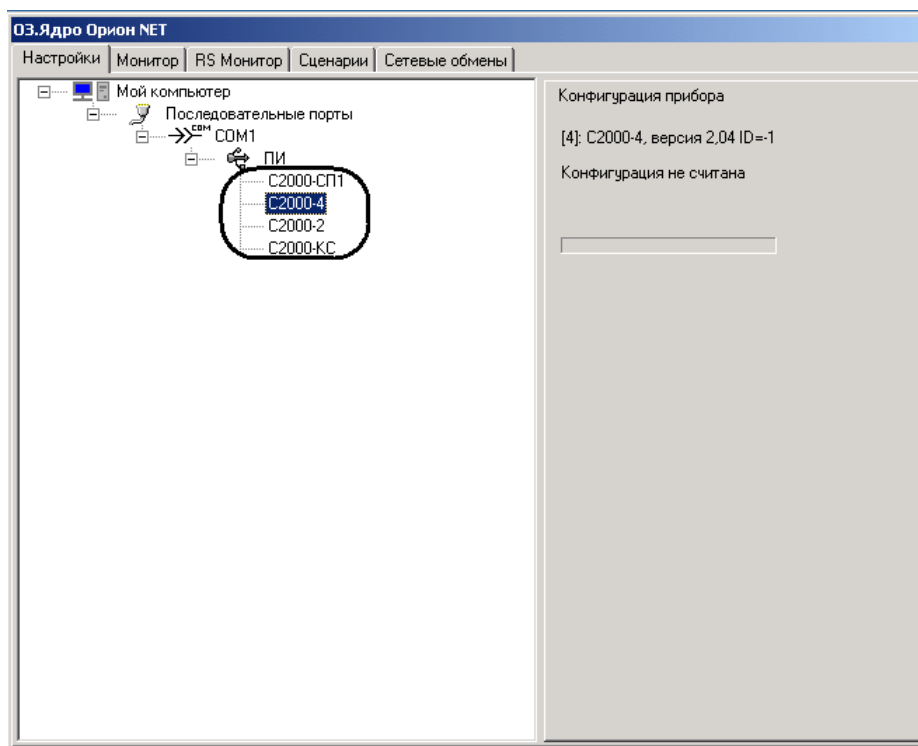 03.Ядро Орион NET
Настройки Монитор RS Монитор Сценарии Сетевые обмены
Мой компьютер
Последовательные порты
COM COM1
ПИ
С2000-СП1
С2000-4
С2000-2
С2000-КС
Конфигурация прибора
[4]: С2000-4, версия 2,04 ID=-1
Конфигурация не считана